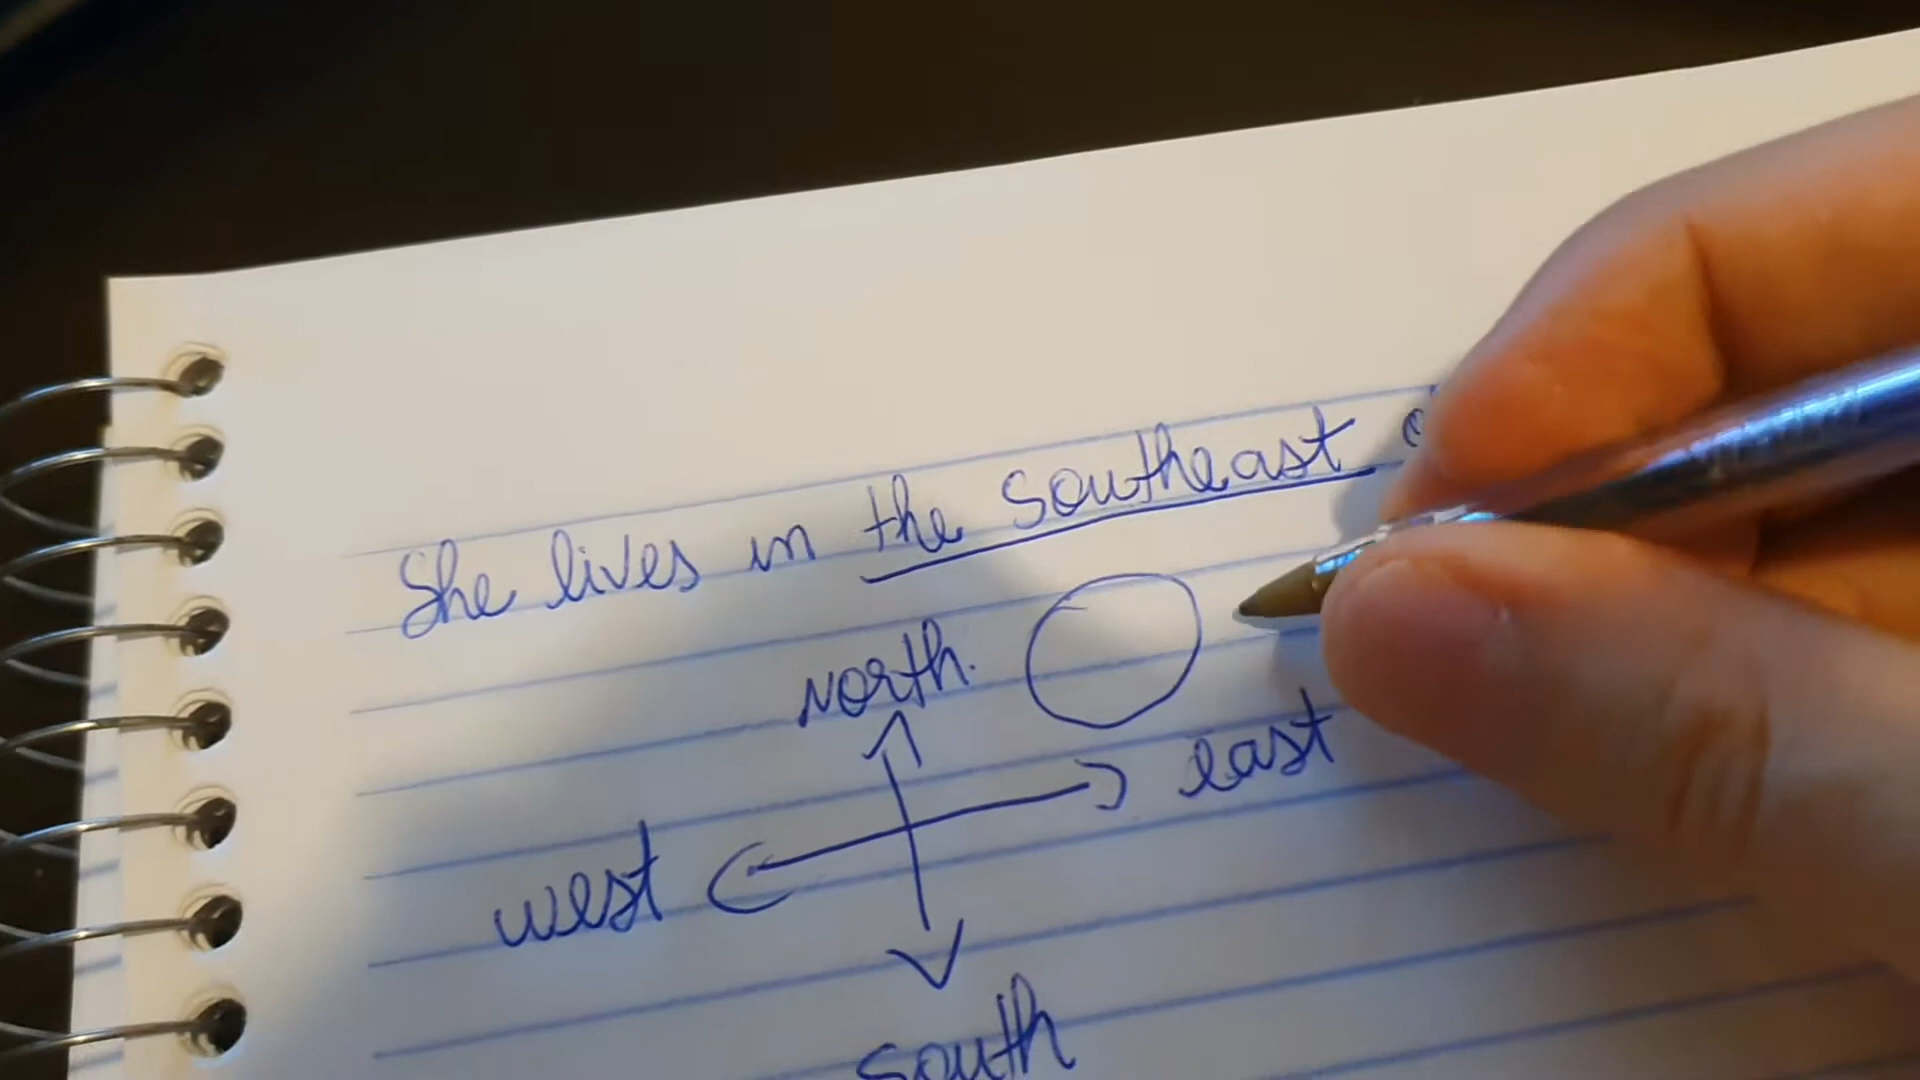 She lives in the southeast
North.
east
west
south